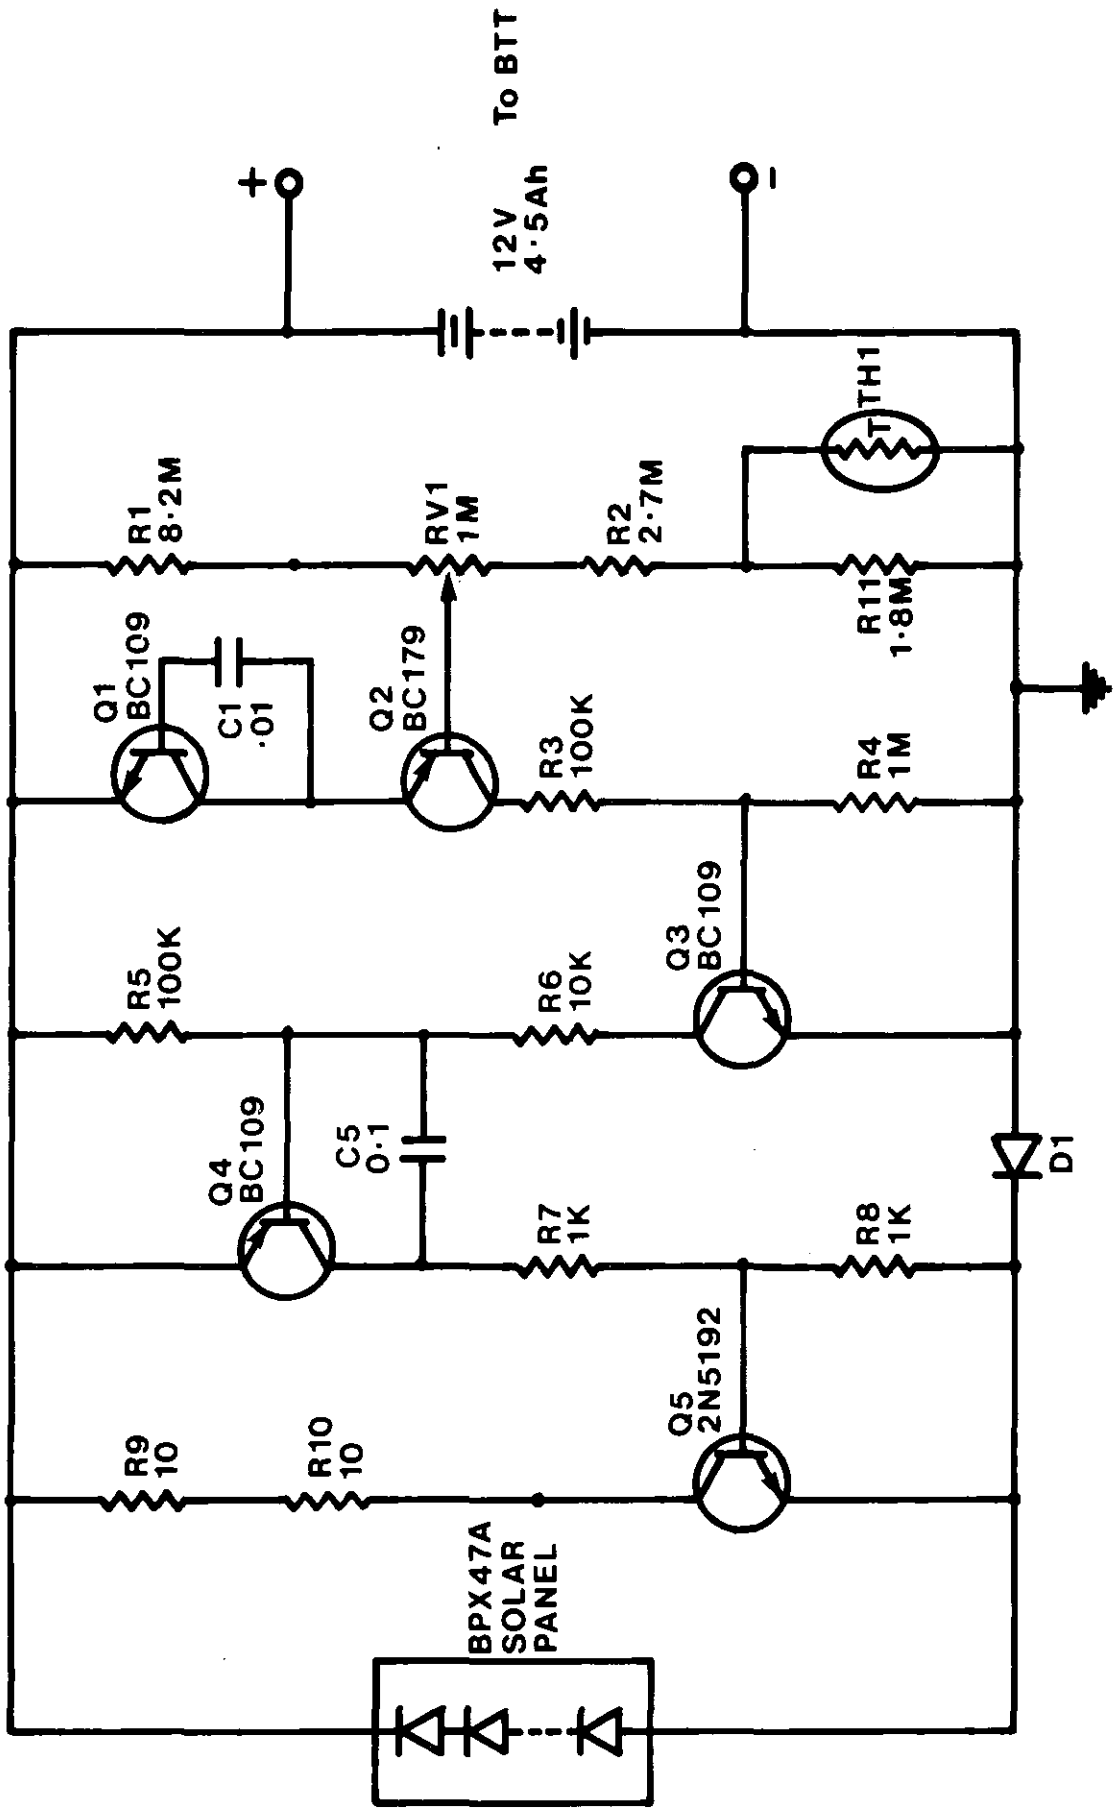 BPX47A
SOLAR
PANEL
R9
10
R10
10
Q5
2N5192
Q4
BC109
C5
0·1
R7
1K
R8
1K
D1
R5
100K
R6
10K
Q3
BC109
Q1
BC109
C1
.01
Q2
BC179
R3
100K
R4
1M
R1
8·2M
RV1
1M
R2
2·7M
R11
1·8M
T
TH1
+
12V
4·5Ah
-
To BTT